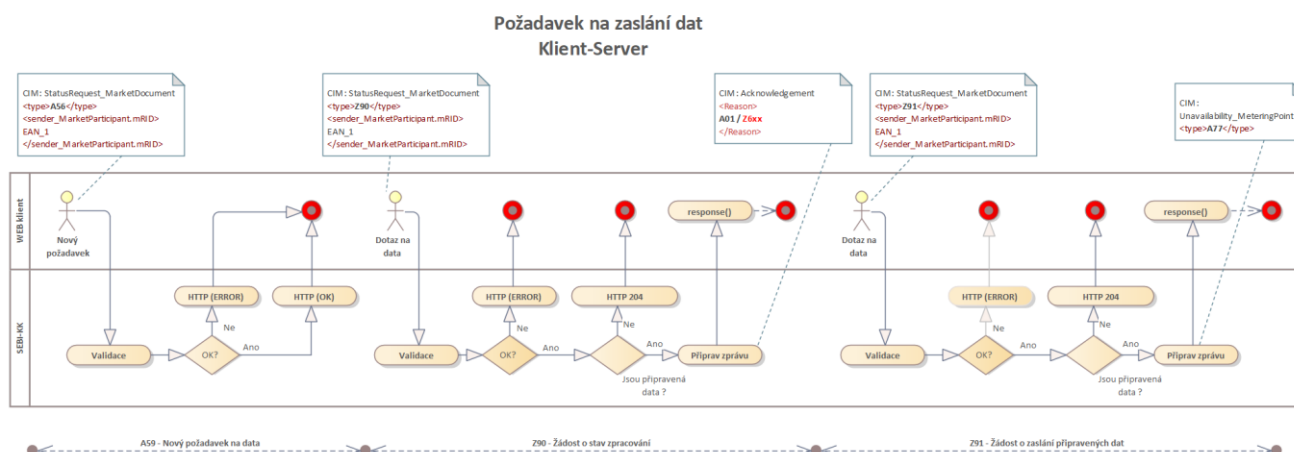 Požadavek na zaslání dat
Klient-Server
CIM: StatusRequest_MarketDocument
<type>A56</type>
<sender_MarketParticipant.mRID>
EAN_1
</sender_MarketParticipant.mRID>
CIM: StatusRequest_MarketDocument
<type>Z90</type>
<sender_MarketParticipant.mRID>
EAN_1
</sender_MarketParticipant.mRID>
CIM: Acknowledgement
<Reason>
A01 / Z6xx
</Reason>
CIM: StatusRequest_MarketDocument
<type>Z91</type>
<sender_MarketParticipant.mRID>
EAN_1
</sender_MarketParticipant.mRID>
CIM:
Unavailability_MeteringPoint
<type>A77</type>
WEB klient
Nový
požadavek
Dotaz na
data
response()
Dotaz na
data
response()
SEBI-KK
HTTP (ERROR)
HTTP (OK)
HTTP (ERROR)
HTTP 204
HTTP (ERROR)
HTTP 204
Ne
Ne
Ne
Ne
Ne
Validace
OK?
Ano
Validace
OK?
Ano
Ano
Připrav zprávu
Validace
OK?
Ano
Ano
Připrav zprávu
Jsou připravená
data ?
Jsou připravená
data ?
A59 - Nový požadavek na data
Z90 - Žádost o stav zpracování
Z91 - Žádost o zaslání připravených dat